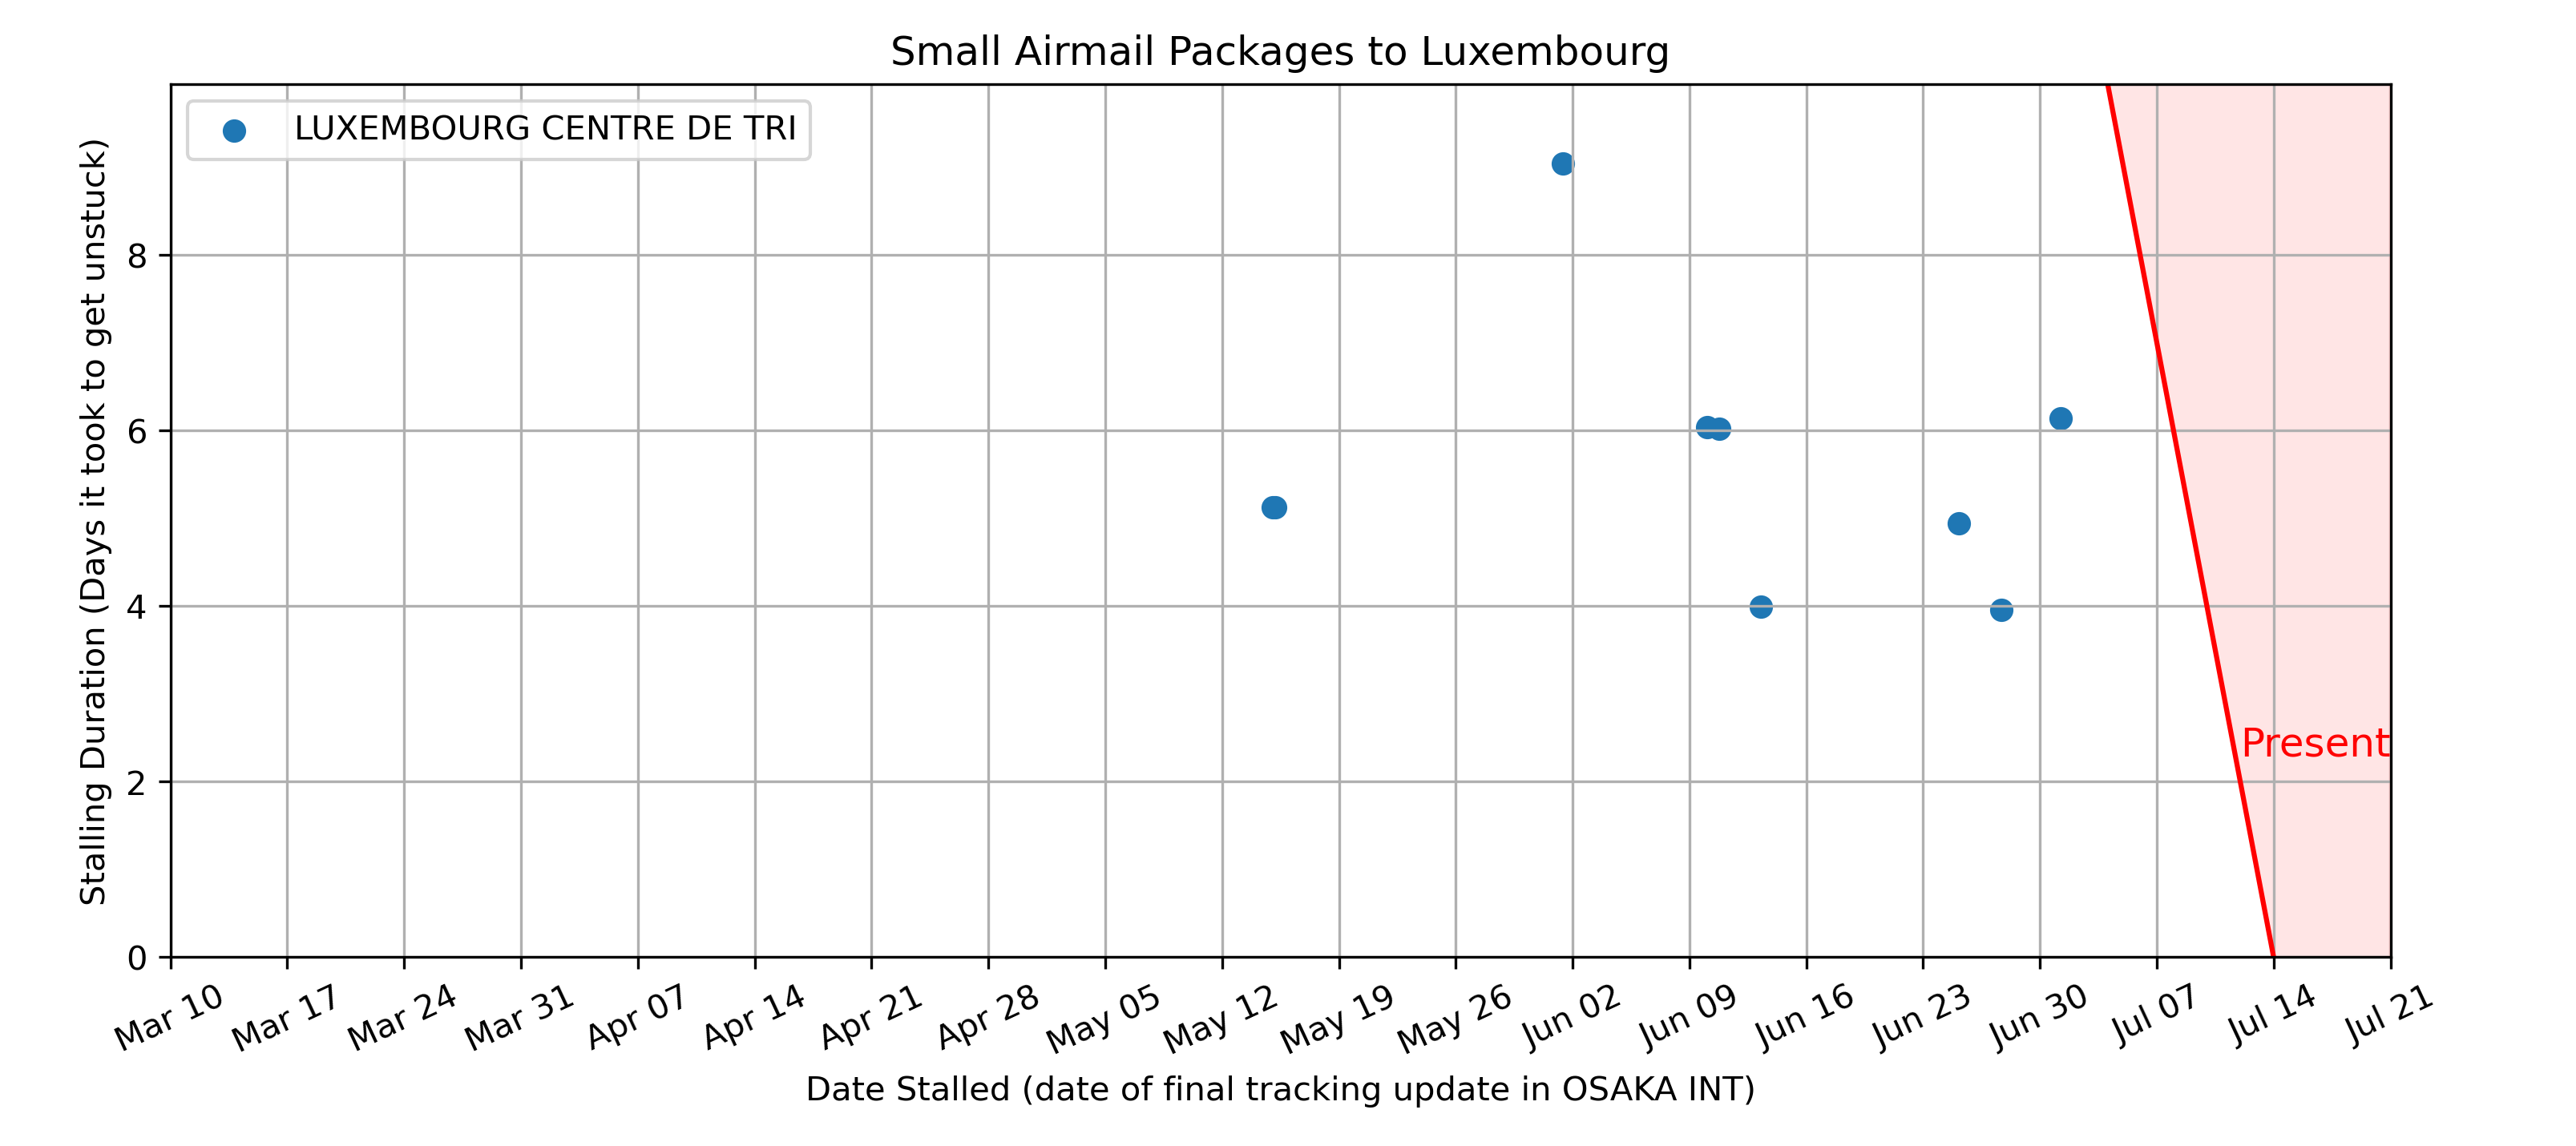 Small Airmail Packages to Luxembourg
LUXEMBOURG CENTRE DE TRI
Stalling Duration (Days it took to get unstuck)
8
6
4
2
0
Present
Mar 10
Mar 17
Mar 24
Mar 31
Apr 07
Apr 14
Apr 21
Apr 28
May 05
May 12
May 19
May 26
Jun 02
Jun 09
Jun 16
Jun 23
Jun 30
Jul 07
Jul 14
Jul 21
Date Stalled (date of final tracking update in OSAKA INT)